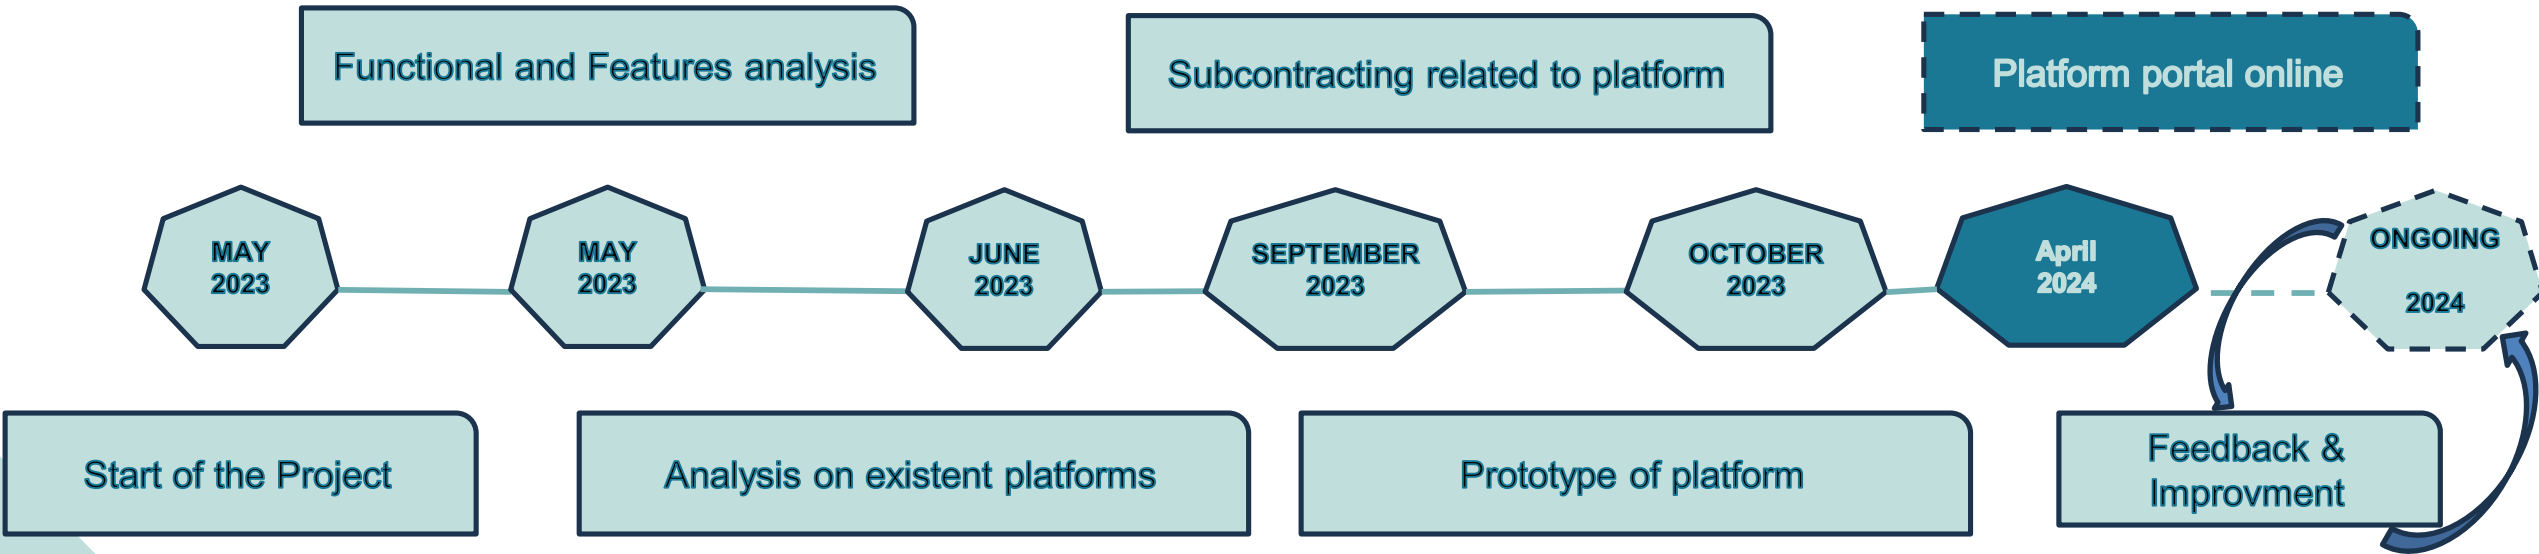 Functional and Features analysis
Subcontracting related to platform
Platform portal online
MAY
2023
MAY
2023
JUNE
2023
SEPTEMBER
2023
OCTOBER
2023
April
2024
ONGOING
2024
Start of the Project
Analysis on existent platforms
Prototype of platform
Feedback &
Improvment